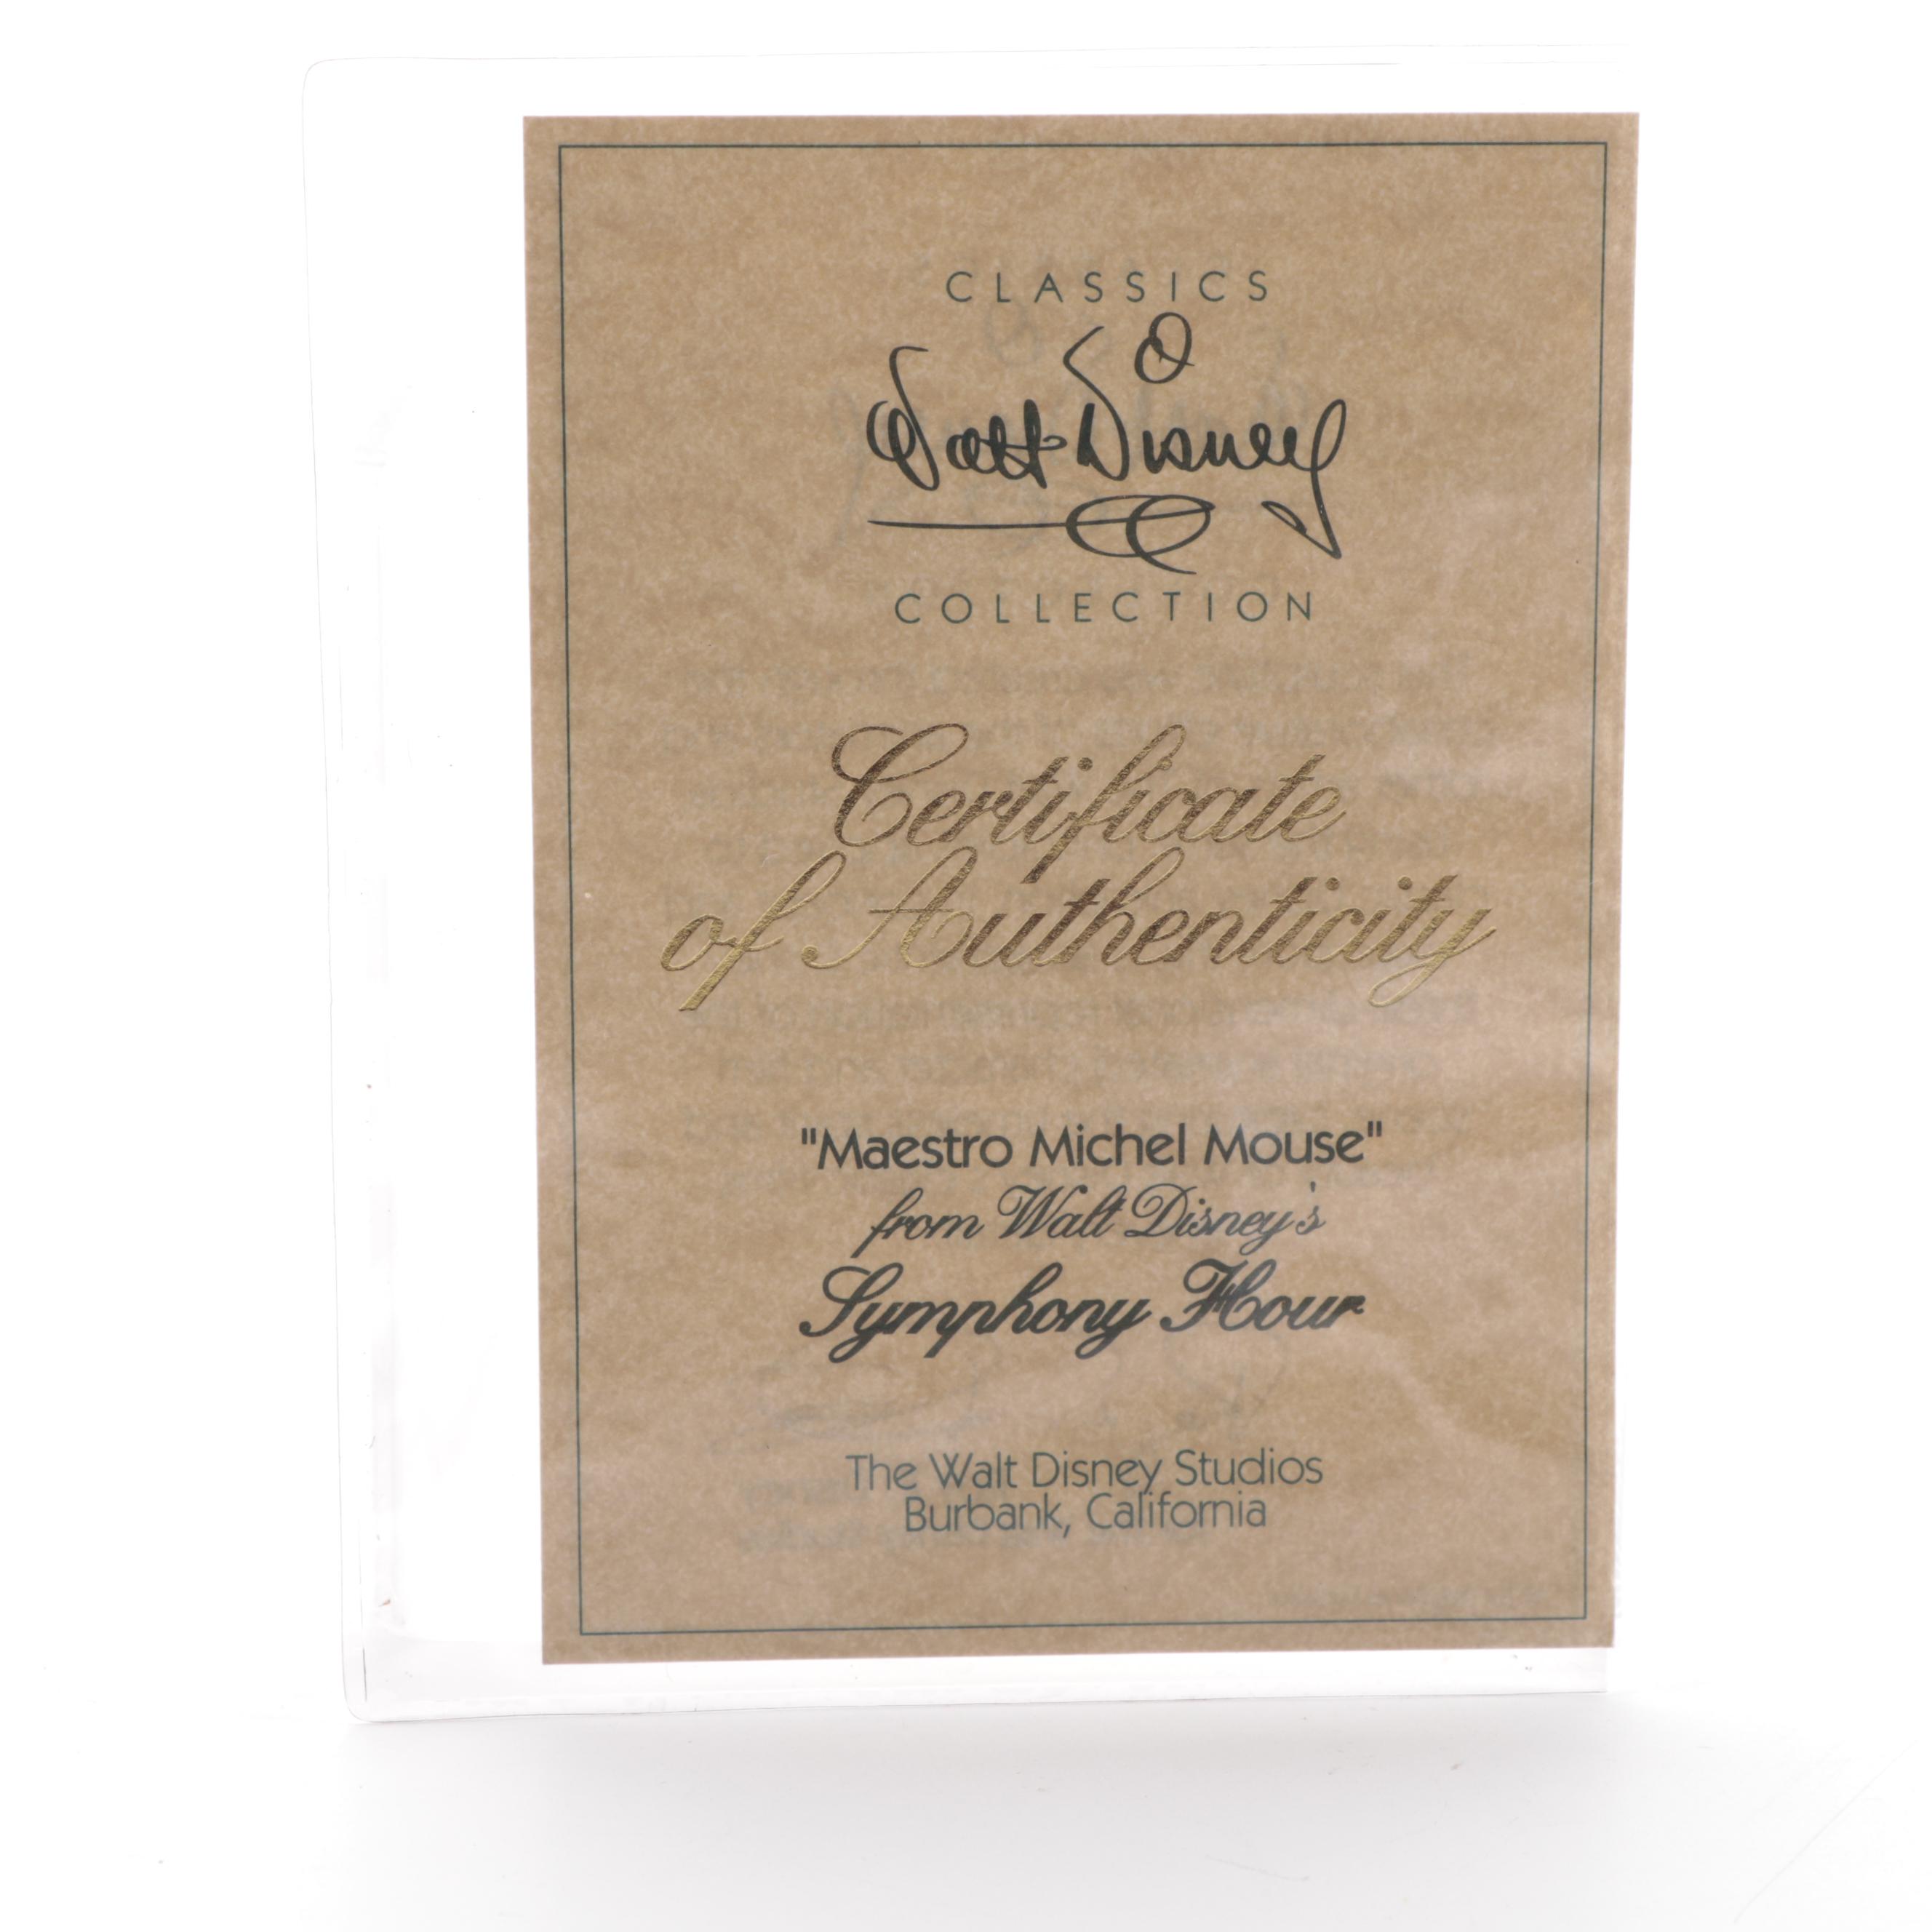 CLASSICS
Walt Disney
COLLECTION
Certificate
of Authenticity
"Maestro Michel Mouse"
from Walt Disney's
Symphony Hour
The Walt Disney Studios
Burbank, California